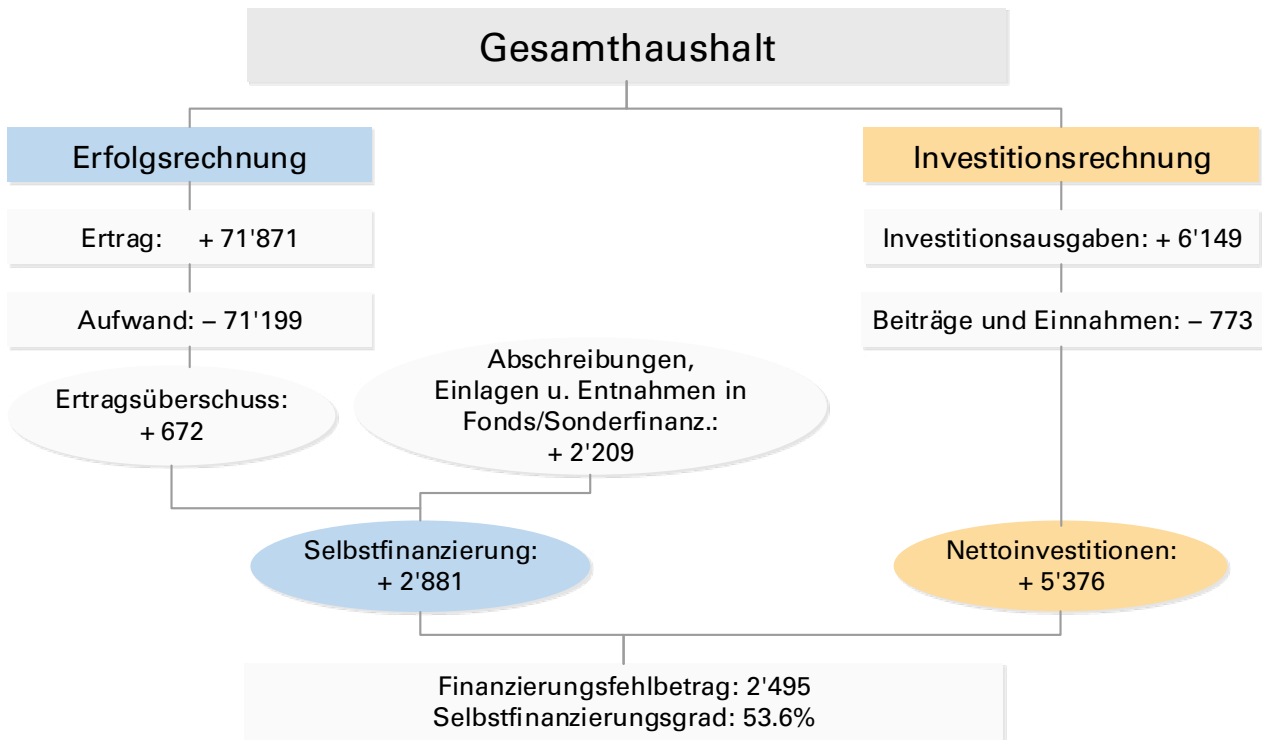 Gesamthaushalt
Erfolgsrechnung
Investitionsrechnung
Ertrag: + 71'871
Investitionsausgaben: + 6'149
Aufwand: – 71'199
Beiträge und Einnahmen: – 773
Ertragsüberschuss:
+ 672
Abschreibungen,
Einlagen u. Entnahmen in
Fonds/Sonderfinanz.:
+ 2’209
Selbstfinanzierung:
+ 2'881
Nettoinvestitionen:
+ 5'376
Finanzierungsfehlbetrag: 2'495
Selbstfinanzierungsgrad: 53.6%